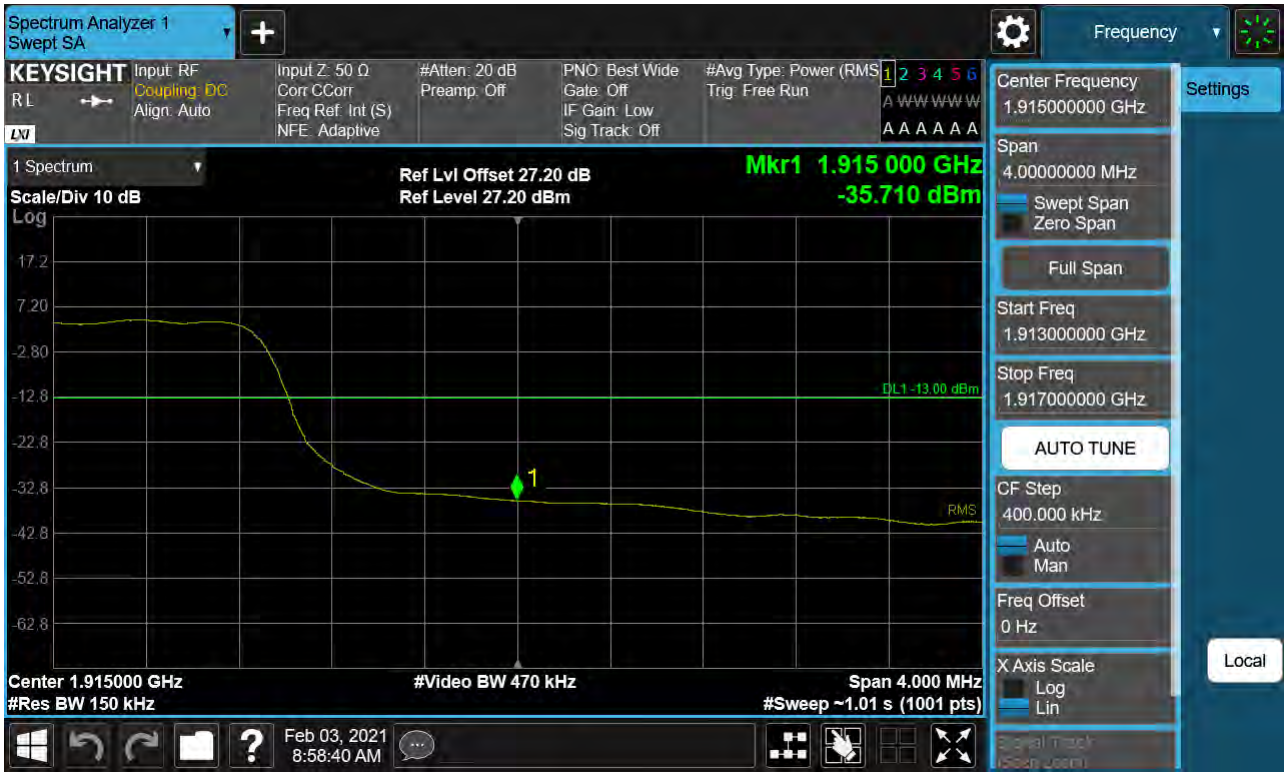 Spectrum Analyzer 1
Swept SA
Frequency
KEYSIGHT
RL
LXI
Input: RF
Coupling: DC
Align: Auto
Input Z: 50 Ω
Corr CCorr
Freq Ref: Int (S)
NFE: Adaptive
#Atten: 20 dB
Preamp: Off
PNO: Best Wide
Gate: Off
IF Gain: Low
Sig Track: Off
#Avg Type: Power (RMS
Trig: Free Run
1 2 3 4 5 6
A W W W W W
A A A A A A
1 Spectrum
Scale/Div 10 dB
Log
Ref Lvl Offset 27.20 dB
Ref Level 27.20 dBm
Mkr1 1.915 000 GHz
-35.710 dBm
17.2
7.20
-2.80
-12.8
-22.8
-32.8
-42.8
-52.8
-62.8
DL1 -13.00 dBm
1
RMS
Center 1.915000 GHz
#Res BW 150 kHz
#Video BW 470 kHz
Span 4.000 MHz
#Sweep ~1.01 s (1001 pts)
Center Frequency
1.915000000 GHz
Span
4.00000000 MHz
Swept Span
Zero Span
Full Span
Start Freq
1.913000000 GHz
Stop Freq
1.917000000 GHz
AUTO TUNE
CF Step
400.000 kHz
Auto
Man
Freq Offset
0 Hz
X Axis Scale
Log
Lin
Signal Track
(Span Zoom)
Settings
Local
?
Feb 03, 2021
8:58:40 AM